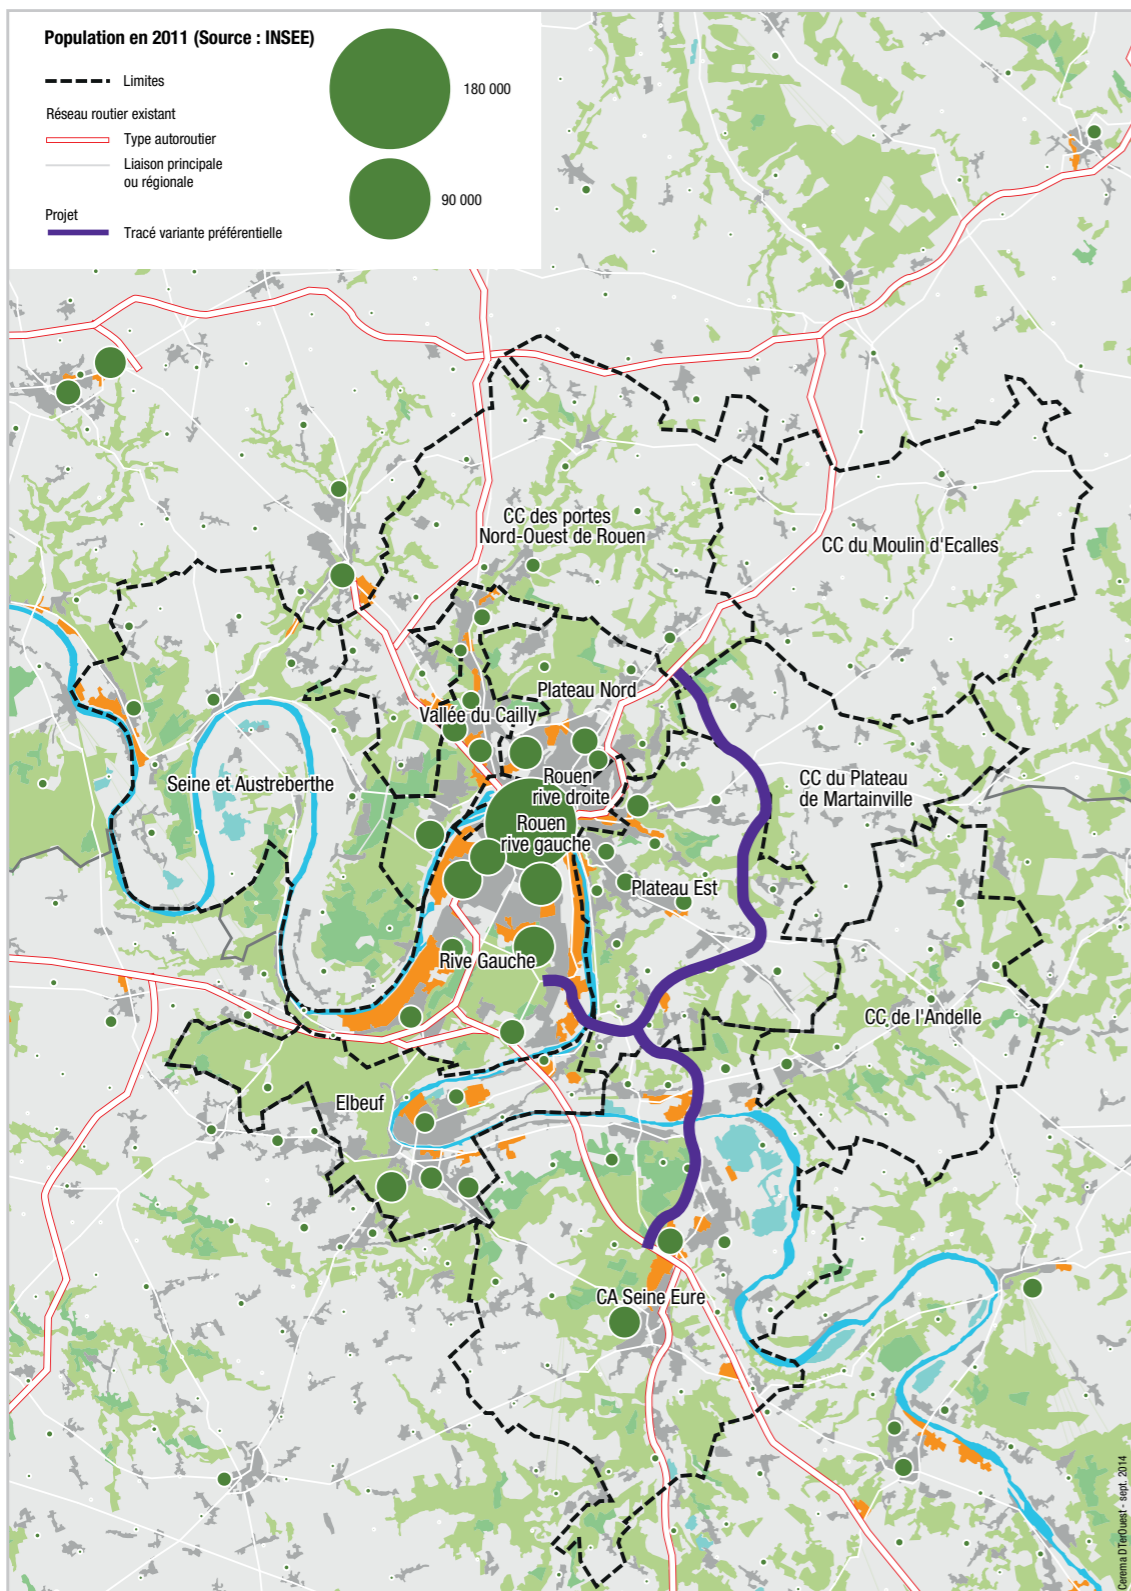 Population en 2011 (Source : INSEE)
Limites
Réseau routier existant
Type autoroutier
Liaison principale
ou régionale
Projet
Tracé variante préférentielle
180 000
90 000
CC des portes
Nord-Ouest de Rouen
CC du Moulin d'Ecalles
Plateau Nord
Vallée du Cailly
Seine et Austreberthe
Rouen
rive droite
CC du Plateau
de Martainville
Rouen
rive gauche
Plateau Est
Rive Gauche
CC de l'Andelle
Elbeuf
CA Seine Eure
Cerema DTerOuest - sept. 2014